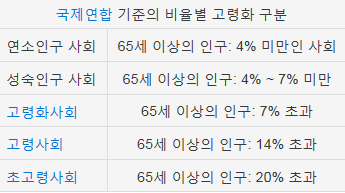 국제연합 기준의 비율별 고령화 구분
연소인구 사회 65세 이상의 인구: 4% 미만인 사회
성숙인구 사회 65세 이상의 인구: 4% ~ 7% 미만
고령화사회 65세 이상의 인구: 7% 초과
고령사회 65세 이상의 인구: 14% 초과
초고령사회 65세 이상의 인구: 20% 초과